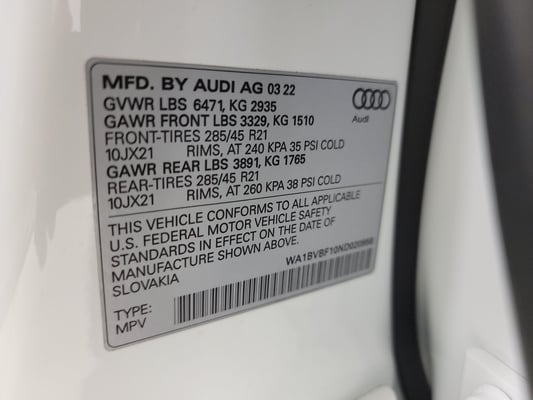 MFD. BY AUDI AG 03 22
GVWR LBS 6471, KG 2935
GAWR FRONT LBS 3329, KG 1510
FRONT-TIRES 285/45 R21
10JX21 RIMS, AT 240 KPA 35 PSI COLD
GAWR REAR LBS 3891, KG 1765
REAR-TIRES 285/45 R21
10JX21 RIMS, AT 260 KPA 38 PSI COLD
Audi
THIS VEHICLE CONFORMS TO ALL APPLICABLE
U.S. FEDERAL MOTOR VEHICLE SAFETY
STANDARDS IN EFFECT ON THE DATE OF
MANUFACTURE SHOWN ABOVE.
SLOVAKIA
TYPE:
MPV